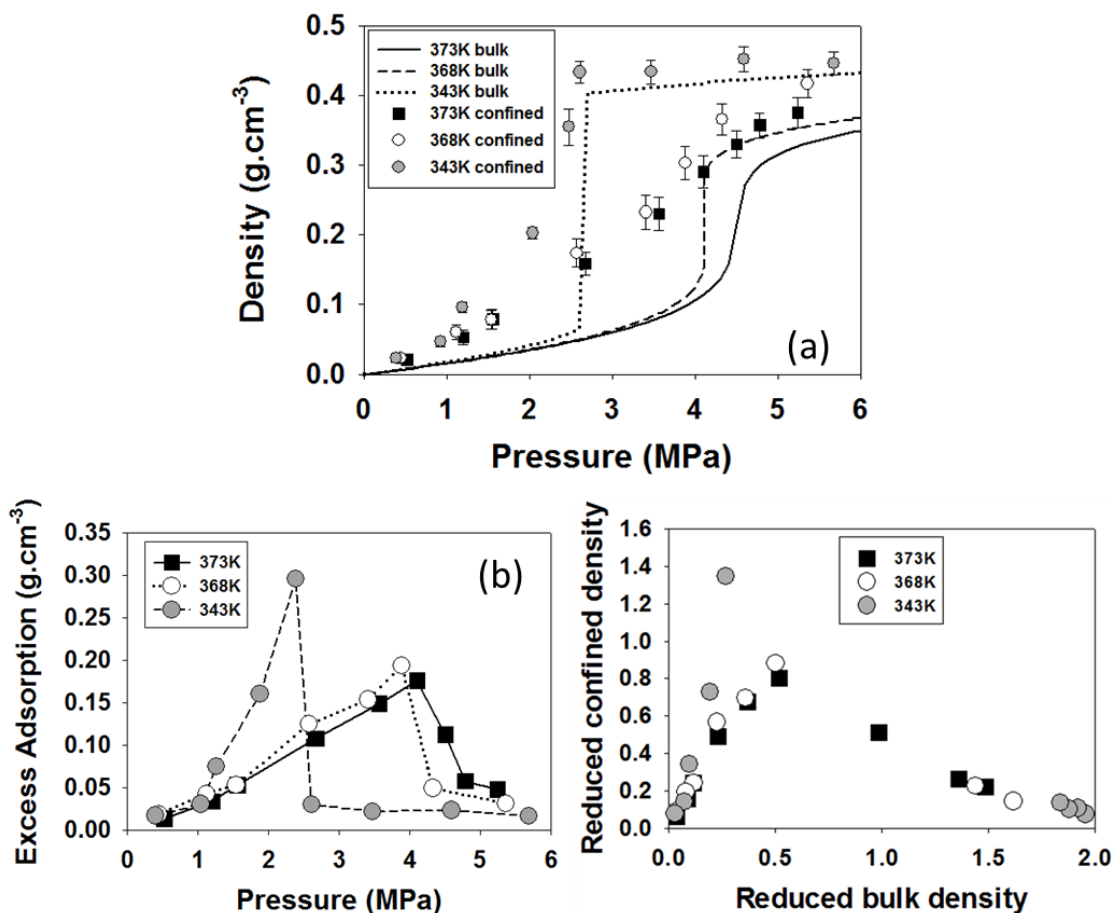 0.5
0.4
0.3
0.2
0.1
0.0
Density (g.cm-3)
373K bulk
368K bulk
343K bulk
373K confined
368K confined
343K confined
(a)
0 1 2 3 4 5 6
Pressure (MPa)
0.35
0.30
0.25
0.20
0.15
0.10
0.05
0.00
Excess Adsorption (g.cm-3)
373K
368K
343K
(b)
0 1 2 3 4 5 6
Pressure (MPa)
1.6
1.4
1.2
1.0
0.8
0.6
0.4
0.2
0.0
Reduced confined density
373K
368K
343K
0.0 0.5 1.0 1.5 2.0
Reduced bulk density